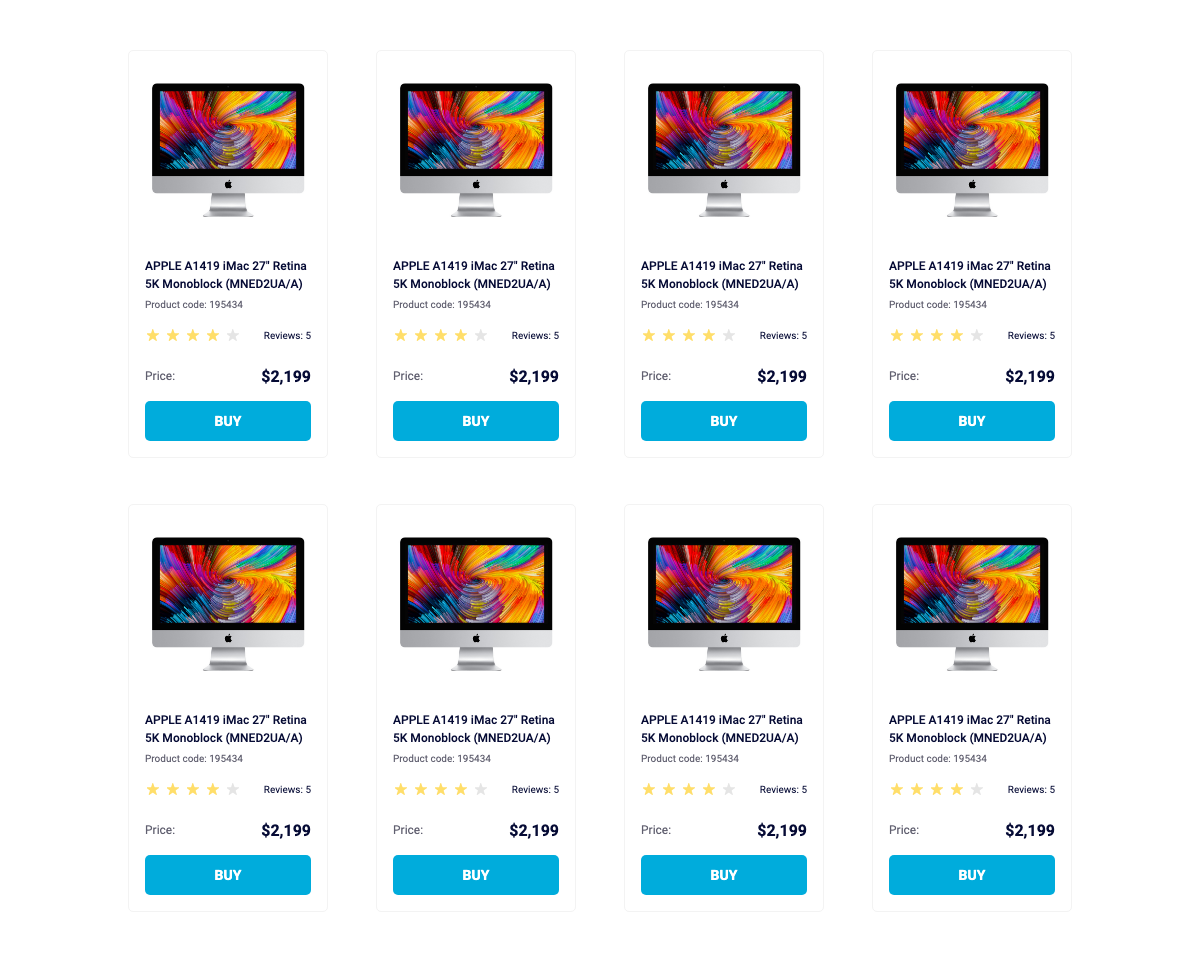 APPLE A1419 iMac 27" Retina
5K Monoblock (MNED2UA/A)
Product code: 195434
Reviews: 5
Price: $2,199
BUY
APPLE A1419 iMac 27" Retina
5K Monoblock (MNED2UA/A)
Product code: 195434
Reviews: 5
Price: $2,199
BUY
APPLE A1419 iMac 27" Retina
5K Monoblock (MNED2UA/A)
Product code: 195434
Reviews: 5
Price: $2,199
BUY
APPLE A1419 iMac 27" Retina
5K Monoblock (MNED2UA/A)
Product code: 195434
Reviews: 5
Price: $2,199
BUY
APPLE A1419 iMac 27" Retina
5K Monoblock (MNED2UA/A)
Product code: 195434
Reviews: 5
Price: $2,199
BUY
APPLE A1419 iMac 27" Retina
5K Monoblock (MNED2UA/A)
Product code: 195434
Reviews: 5
Price: $2,199
BUY
APPLE A1419 iMac 27" Retina
5K Monoblock (MNED2UA/A)
Product code: 195434
Reviews: 5
Price: $2,199
BUY
APPLE A1419 iMac 27" Retina
5K Monoblock (MNED2UA/A)
Product code: 195434
Reviews: 5
Price: $2,199
BUY